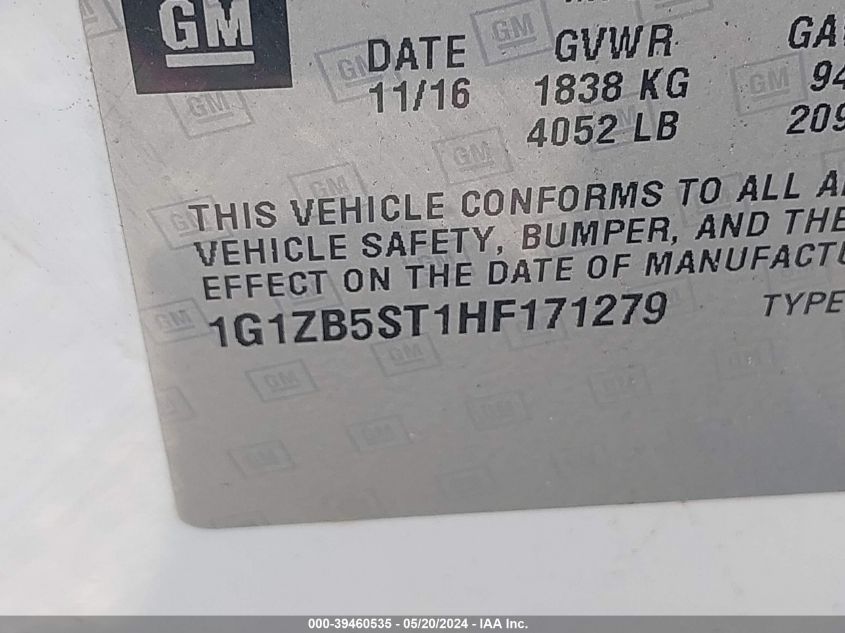 GM
DATE GVWR
11/16 1838 KG
4052 LB
THIS VEHICLE CONFORMS TO ALL
VEHICLE SAFETY, BUMPER, AND THE
EFFECT ON THE DATE OF
1G1ZB5ST1HF171279 TYPE
000-39460535 - 05/20/2024 - IAA Inc.